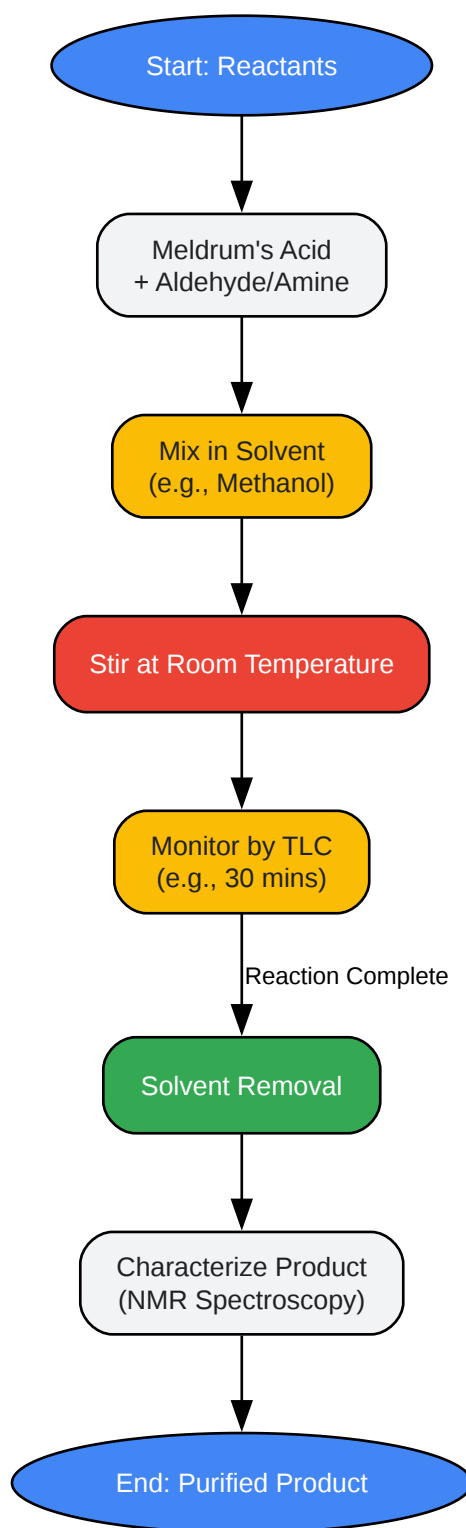 Start: Reactants
Meldrum's Acid
+ Aldehyde/Amine
Mix in Solvent
(e.g., Methanol)
Stir at Room Temperature
Monitor by TLC
(e.g., 30 mins)
Reaction Complete
Solvent Removal
Characterize Product
(NMR Spectroscopy)
End: Purified Product